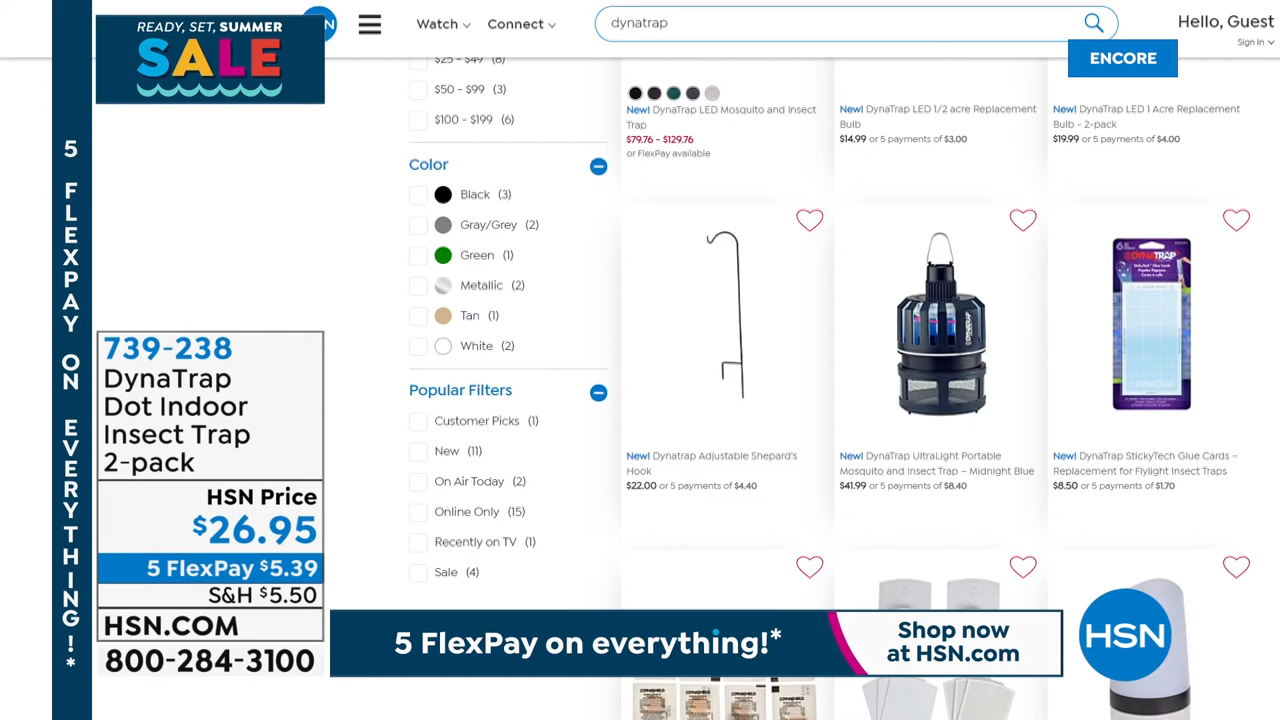 READY, SET, SUMMER
SALE
5 FLEXPAY ON EVERYTHING!*
739-238
DynaTrap
Dot Indoor
Insect Trap
2-pack
HSN Price
$26.95
5 FlexPay $5.39
S&H $5.50
HSN.COM
800-284-3100
Watch
Connect
dynatrap
Hello, Guest
Sign In
ENCORE
$25 - $49 (8)
$50 - $99 (3)
$100 - $199 (6)
Color
Black (3)
Gray/Grey (2)
Green (1)
Metallic (2)
Tan (1)
White (2)
Popular Filters
Customer Picks (1)
New (11)
On Air Today (2)
Online Only (15)
Recently on TV (1)
Sale (4)
New! DynaTrap LED Mosquito and Insect
Trap
$79.76 - $129.76
or FlexPay available
New! DynaTrap LED 1/2 acre Replacement
Bulb
$14.99 or 5 payments of $3.00
New! DynaTrap LED 1 Acre Replacement
Bulb - 2-pack
$19.99 or 5 payments of $4.00
DYNATRAP
New! Dynatrap Adjustable Shepard's
Hook
$22.00 or 5 payments of $4.40
New! DynaTrap UltraLight Portable
Mosquito and Insect Trap – Midnight Blue
$41.99 or 5 payments of $8.40
New! DynaTrap StickyTech Glue Cards –
Replacement for Flylight Insect Traps
$8.50 or 5 payments of $1.70
5 FlexPay on everything!*
Shop now
at HSN.com
HSN